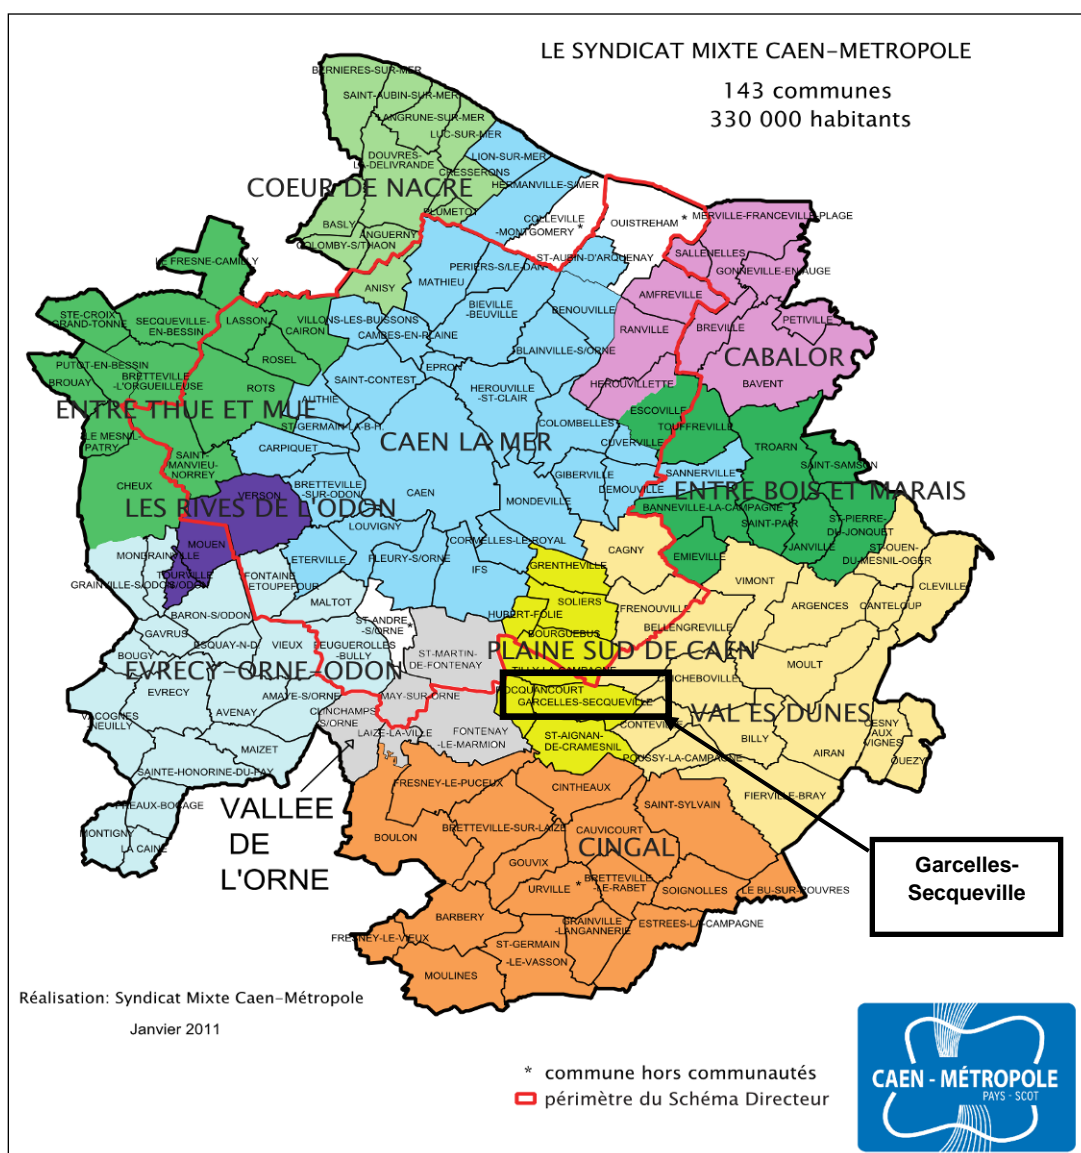 LE SYNDICAT MIXTE CAEN-METROPOLE
143 communes
330 000 habitants
BERNIERES-SUR-MER
SAINT-AUBIN-SUR-MER
LANGRUNE-SUR-MER
LUC-SUR-MER
DOUVRES-
LA-DELIVRANDE
CRESSERONS
LION-SUR-MER
HERMANVILLE-S/MER
COEUR DE NACRE
PLUMETOT
BASLY
ANGUERNY
COLOMBY-S/THAON
COLLEVILLE
-MONTGOMERY *
OUISTREHAM *
MERVILLE-FRANCEVILLE-PLAGE
ST-AUBIN-D'ARQUENAY
SALLENELLES
GONNEVILLE-EN-AUGE
LE FRESNE-CAMILLY
PERIERS-S/LE-DAN
MATHIEU
ANISY
AMFREVILLE
STE-CROIX
GRAND-TONNE
SECQUEVILLE-
EN-BESSIN
LASSON
CAIRON
VILLONS-LES-BUISSONS
CAMBES-EN-PLAINE
BIEVILLE
-BEUVILLE
BENOUVILLE
RANVILLE
BREVILLE
PETIVILLE
CABALOR
BAVENT
BLAINVILLE-S/ORNE
EPRON
ROSEL
PUTOT-EN-BESSIN
BROUAY
BRETTEVILLE
-L'ORGUEILLEUSE
ROTS
SAINT-CONTEST
HEROUVILLE
-ST-CLAIR
HEROUVILLETTE
ENTRE THUE ET MUE
AUTHIE
ST-GERMAIN-LA-B-H.
ESCOVILLE
TOUFFREVILLE
COLOMBELLES
CUVERVILLE
CAEN LA MER
LE MESNIL-
PATRY
SAINT-
MANVIEU-
NORREY
CARPIQUET
TROARN
SAINT-SAMSON
SANNERVILLE
GIBERVILLE
DEMOUVILLE
CHEUX
VERSON
BRETTEVILLE
-SUR-ODON
CAEN
MONDEVILLE
ENTRE BOIS ET MARAIS
LES RIVES DE L'ODON
BANNEVILLE-LA-CAMPAGNE
SAINT-PAIR
ST-PIERRE-
DU-JONQUET
LOUVIGNY
CORMELLES-LE-ROYAL
MOUEN
MONDRAINVILLE
GRAINVILLE-S/ODON
TOURVILLE
S/ODON
ETERVILLE
FLEURY-S/ORNE
IFS
CAGNY
EMIEVILLE
JANVILLE
ST-OUEN-
DU-MESNIL-OGER
GRENTHEVILLE
FONTAINE
ETOUPEFOUR
MALTOT
VIMONT
CLEVILLE
ARGENCES
CANTELOUP
BARON-S/ODON
SOLIERS
HUBERT-FOLIE
FRENOUVILLE
BELLENGREVILLE
ST-ANDRE
-S/ORNE
*
GAVRUS
BOUGY
ESQUAY-N-D.
VIEUX
FEUGUEROLLES
-BULLY
BOURGUEBUS
ST-MARTIN-
DE-FONTENAY
PLAINE SUD DE CAEN
TILLY-LA-CAMPAGNE
MOULT
EVRECY-ORNE-ODON
EVRECY
AMAYE-S/ORNE
MAY-SUR-ORNE
ROCQUANCOURT
GARCELLES-SECQUEVILLE
CHICHEBOVILLE
VAL ES DUNES
CLINCHAMPS
S/ORNE
VACOGNES
-NEUILLY
AVENAY
LAIZE-LA-VILLE
FONTENAY
-LE-MARMION
ST-AIGNAN-
DE-CRAMESNIL
CONTEVILLE
BILLY
AIRAN
CESNY
AUX
VIGNES
OUEZY
MAIZET
POUSSY-LA-CAMPAGNE
SAINTE-HONORINE-DU-FAY
FRESNEY-LE-PUCEUX
CINTHEAUX
FIERVILLE-BRAY
PREAUX-BOCAGE
SAINT-SYLVAIN
VALLEE
DE
L'ORNE
MONTIGNY
LA CAINE
BOULON
BRETTEVILLE-SUR-LAIZE
CAUVICOURT
CINGAL
GOUVIX
Garcelles-
Secqueville
URVILLE *
BRETTEVILLE
-LE-RABET
SOIGNOLLES
LE BU-SUR-ROUVRES
BARBERY
GRAINVILLE
-LANGANNERIE
ESTREES-LA-CAMPAGNE
FRESNEY-LE-VIEUX
ST-GERMAIN
-LE-VASSON
MOULINES
Réalisation: Syndicat Mixte Caen-Métropole
Janvier 2011
* commune hors communautés
périmètre du Schéma Directeur
CAEN - MÉTROPOLE
PAYS - SCOT